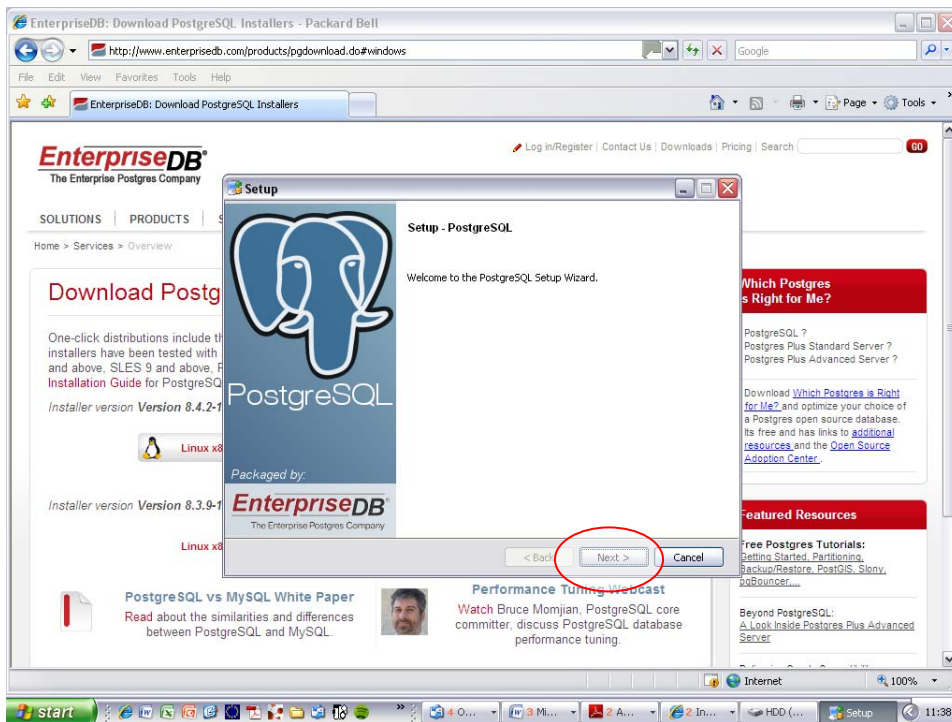 EnterpriseDB: Download PostgreSQL Installers - Packard Bell
http://www.enterprisedb.com/products/pgdownload.do#windows
Google
File Edit View Favorites Tools Help
EnterpriseDB: Download PostgreSQL Installers
Page Tools
EnterpriseDB®
The Enterprise Postgres Company
Log in/Register | Contact Us | Downloads | Pricing | Search GO
SOLUTIONS | PRODUCTS | S
Home > Services > Overview
Download Postg
One-click distributions include th
installers have been tested with
and above, SLES 9 and above, R
Installation Guide for PostgreSQ
Installer version Version 8.4.2-1
Linux x8
Installer version Version 8.3.9-1
Linux x8
Setup
Setup - PostgreSQL
Welcome to the PostgreSQL Setup Wizard.
PostgreSQL
Packaged by:
EnterpriseDB®
The Enterprise Postgres Company
< Back
Next >
Cancel
Which Postgres
s Right for Me?
PostgreSQL ?
Postgres Plus Standard Server ?
Postgres Plus Advanced Server ?
Download Which Postgres is Right
for Me? and optimize your choice of
a Postgres open source database.
Its free and has links to additional
resources and the Open Source
Adoption Center .
Featured Resources
Free Postgres Tutorials:
Getting Started, Partitioning,
Backup/Restore, PostGIS, Slony,
pgBouncer....
Beyond PostgreSQL:
A Look Inside Postgres Plus Advanced
Server
PostgreSQL vs MySQL White Paper
Read about the similarities and differences
between PostgreSQL and MySQL.
Performance Tuning Webcast
Watch Bruce Momjian, PostgreSQL core
committer, discuss PostgreSQL database
performance tuning.
Internet
100%
start
4 O...
3 Mi...
2 A...
2 In...
HDD (...
Setup